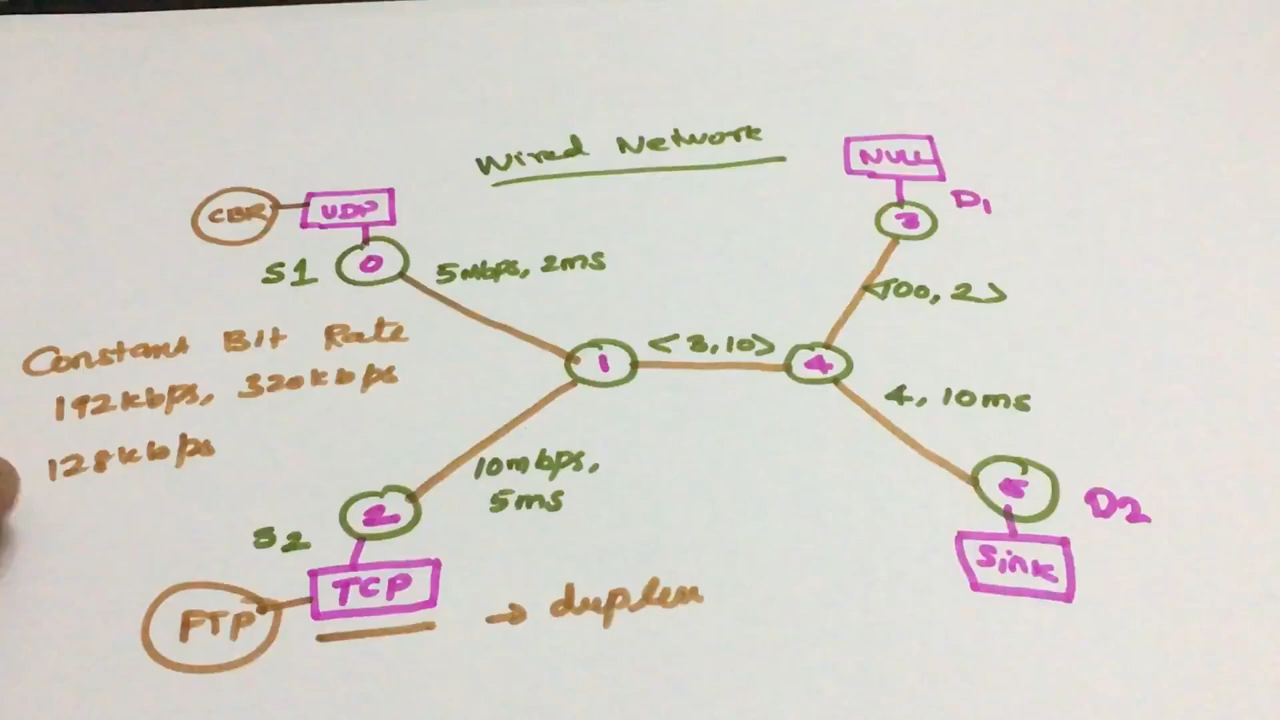 Wired Network
NULL
D1
3
CBR
UDP
0
S1
5mbps, 2ms
<100, 2>
Constant Bit Rate
192kbps, 320kbps
128kbps
1
<3,10>
4
4, 10ms
10mbps,
5ms
2
S2
5
D2
Sink
TCP
FTP
→ duplex